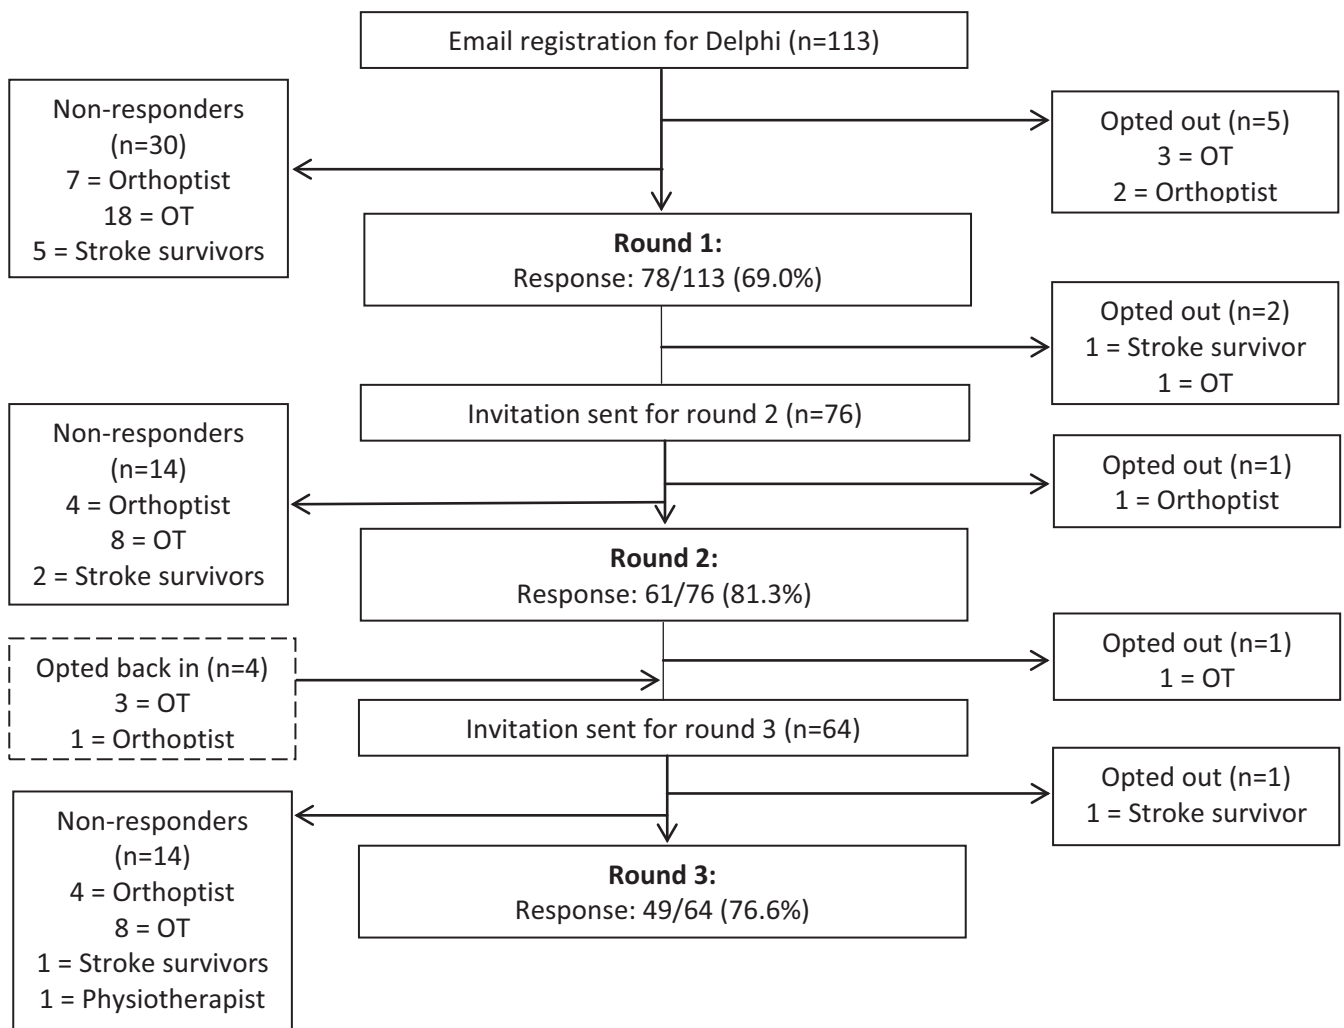 Email registration for Delphi (n=113)
Non-responders
(n=30)
7 = Orthoptist
18 = OT
5 = Stroke survivors
Opted out (n=5)
3 = OT
2 = Orthoptist
Round 1:
Response: 78/113 (69.0%)
Opted out (n=2)
1 = Stroke survivor
1 = OT
Invitation sent for round 2 (n=76)
Non-responders
(n=14)
4 = Orthoptist
8 = OT
2 = Stroke survivors
Opted out (n=1)
1 = Orthoptist
Round 2:
Response: 61/76 (81.3%)
Opted back in (n=4)
3 = OT
1 = Orthoptist
Opted out (n=1)
1 = OT
Invitation sent for round 3 (n=64)
Opted out (n=1)
1 = Stroke survivor
Non-responders
(n=14)
4 = Orthoptist
8 = OT
1 = Stroke survivors
1 = Physiotherapist
Round 3:
Response: 49/64 (76.6%)